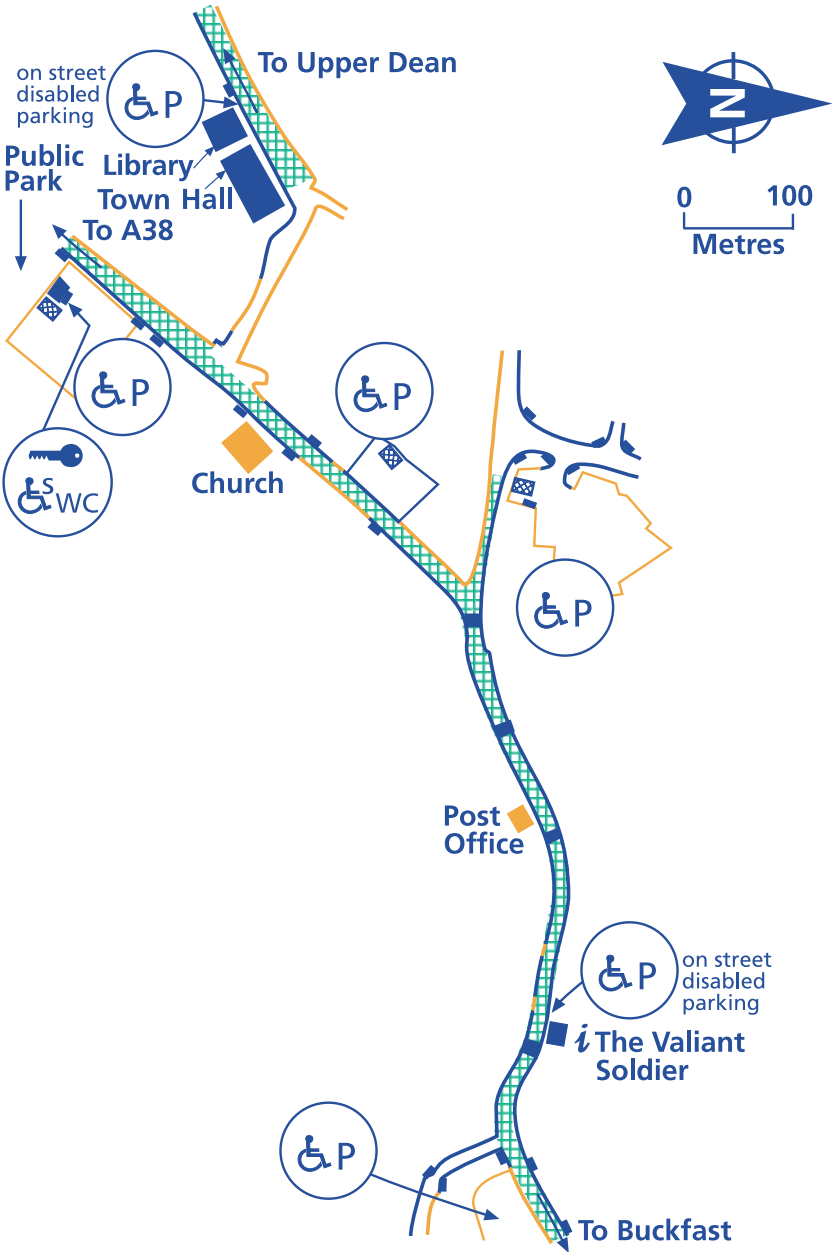 To Upper Dean
on street
disabled
parking
P
N
Public
Park
Library
Town Hall
To A38
0 100
Metres
P
P
S
WC
Church
P
Post
Office
P
on street
disabled
parking
i The Valiant
Soldier
P
To Buckfast